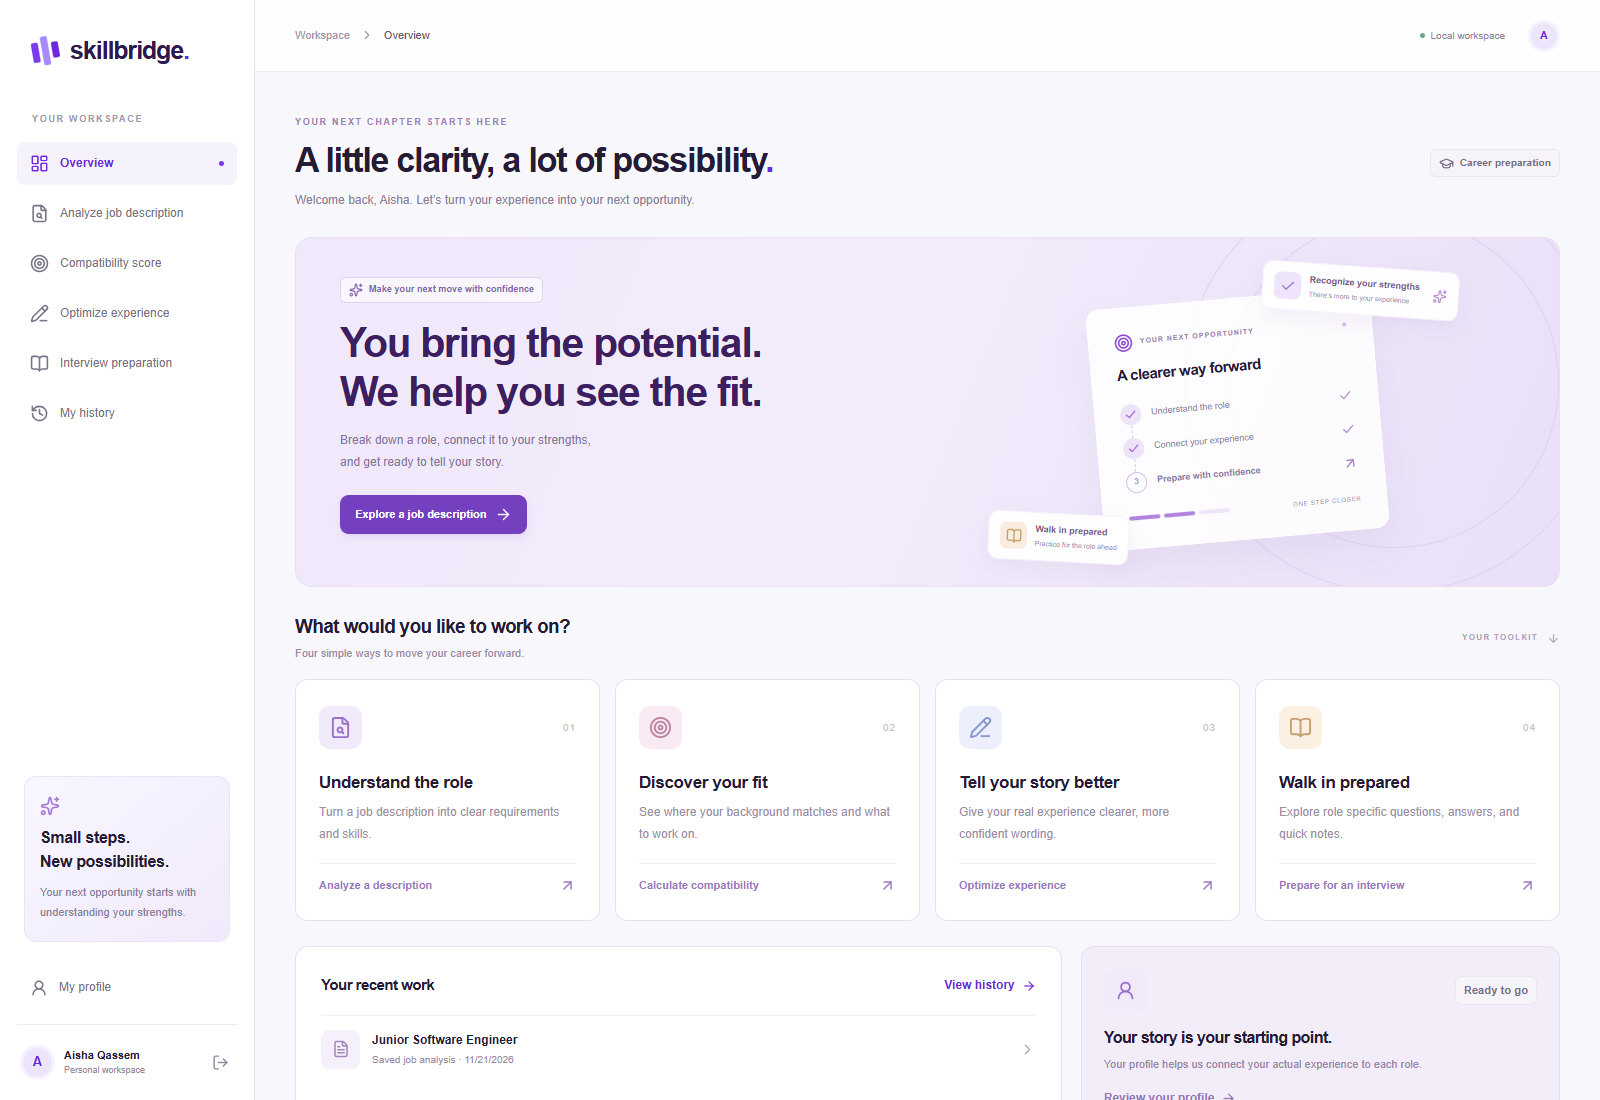 skillbridge.
YOUR WORKSPACE
Overview
Analyze job description
Compatibility score
Optimize experience
Interview preparation
My history
Small steps.
New possibilities.
Your next opportunity starts with
understanding your strengths.
My profile
A
Aisha Qassem
Personal workspace
Workspace
Overview
Local workspace
A
YOUR NEXT CHAPTER STARTS HERE
A little clarity, a lot of possibility.
Welcome back, Aisha. Let's turn your experience into your next opportunity.
Career preparation
Make your next move with confidence
You bring the potential.
We help you see the fit.
Break down a role, connect it to your strengths,
and get ready to tell your story.
Explore a job description
Recognize your strengths
There's more to your experience
YOUR NEXT OPPORTUNITY
A clearer way forward
Understand the role
Connect your experience
3
Prepare with confidence
ONE STEP CLOSER
Walk in prepared
Practice for the role ahead
What would you like to work on?
Four simple ways to move your career forward.
YOUR TOOLKIT
01
Understand the role
Turn a job description into clear requirements
and skills.
Analyze a description
02
Discover your fit
See where your background matches and what
to work on.
Calculate compatibility
03
Tell your story better
Give your real experience clearer, more
confident wording.
Optimize experience
04
Walk in prepared
Explore role specific questions, answers, and
quick notes.
Prepare for an interview
Your recent work
View history
Junior Software Engineer
Saved job analysis · 11/21/2026
Ready to go
Your story is your starting point.
Your profile helps us connect your actual experience to each role.
Review your profile